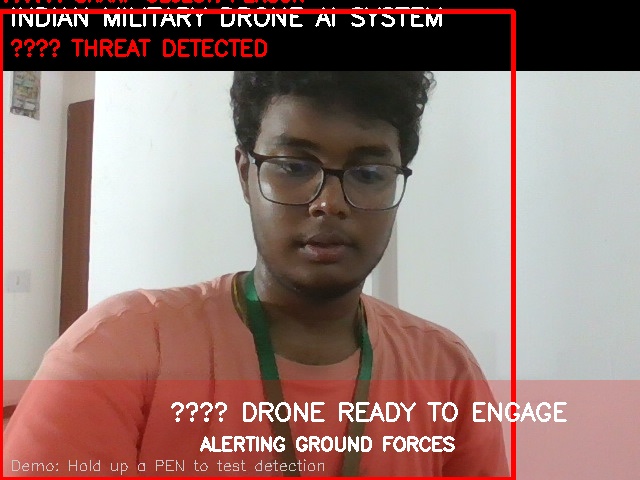 INDIAN MILITARY DRONE AI SYSTEM
???? THREAT DETECTED
???? DRONE READY TO ENGAGE
ALERTING GROUND FORCES
Demo: Hold up a PEN to test detection